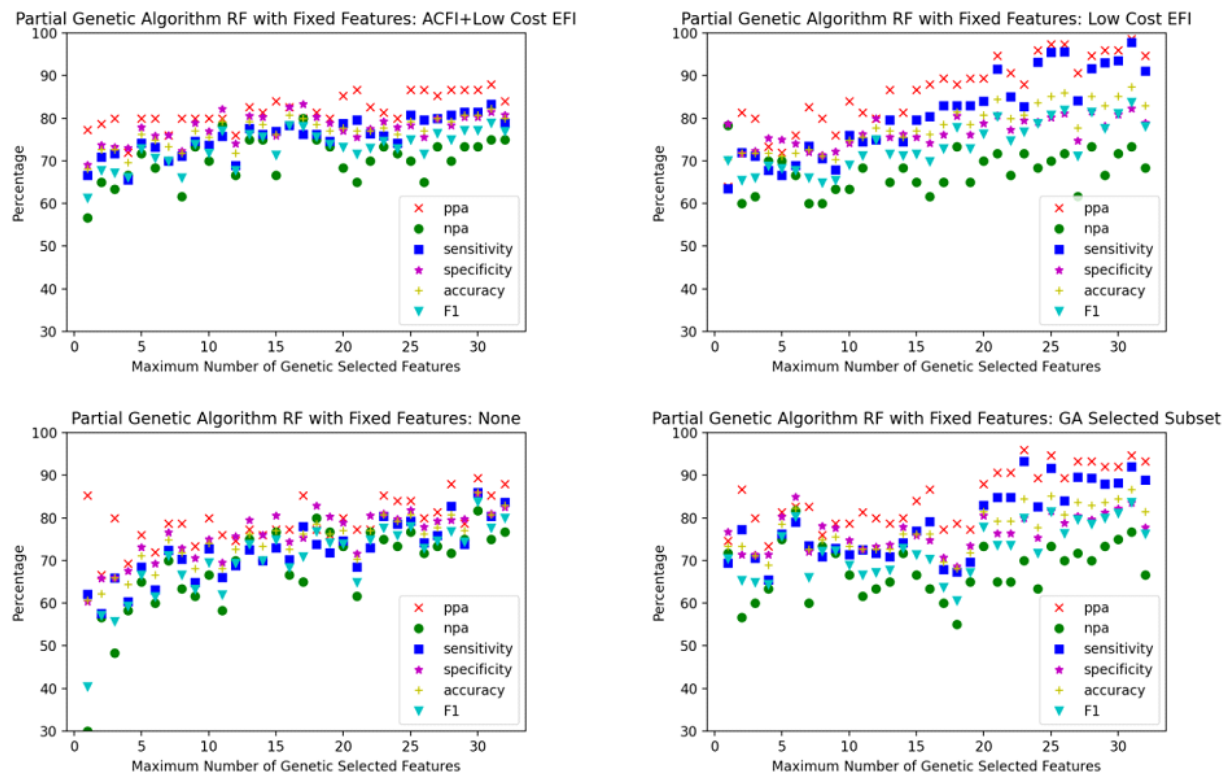 Partial Genetic Algorithm RF with Fixed Features: ACFI+Low Cost EFI
100
90
80
70
60
50
40
30
Percentage
ppa
npa
sensitivity
specificity
accuracy
F1
0 5 10 15 20 25 30
Maximum Number of Genetic Selected Features
Partial Genetic Algorithm RF with Fixed Features: Low Cost EFI
100
90
80
70
60
50
40
30
Percentage
ppa
npa
sensitivity
specificity
accuracy
F1
0 5 10 15 20 25 30
Maximum Number of Genetic Selected Features
Partial Genetic Algorithm RF with Fixed Features: None
100
90
80
70
60
50
40
30
Percentage
ppa
npa
sensitivity
specificity
accuracy
F1
0 5 10 15 20 25 30
Maximum Number of Genetic Selected Features
Partial Genetic Algorithm RF with Fixed Features: GA Selected Subset
100
90
80
70
60
50
40
30
Percentage
ppa
npa
sensitivity
specificity
accuracy
F1
0 5 10 15 20 25 30
Maximum Number of Genetic Selected Features